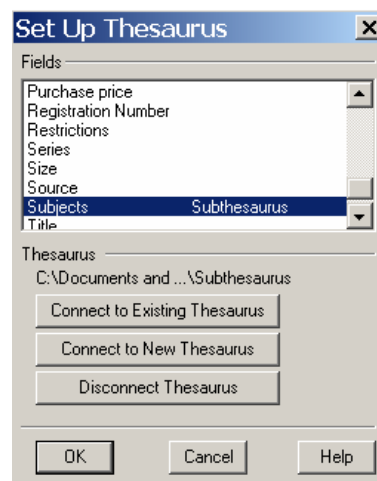 Set Up Thesaurus
Fields
Purchase price
Registration Number
Restrictions
Series
Size
Source
Subjects Subthesaurus
Title
Thesaurus
C:\Documents and ...\Subthesaurus
Connect to Existing Thesaurus
Connect to New Thesaurus
Disconnect Thesaurus
OK Cancel Help